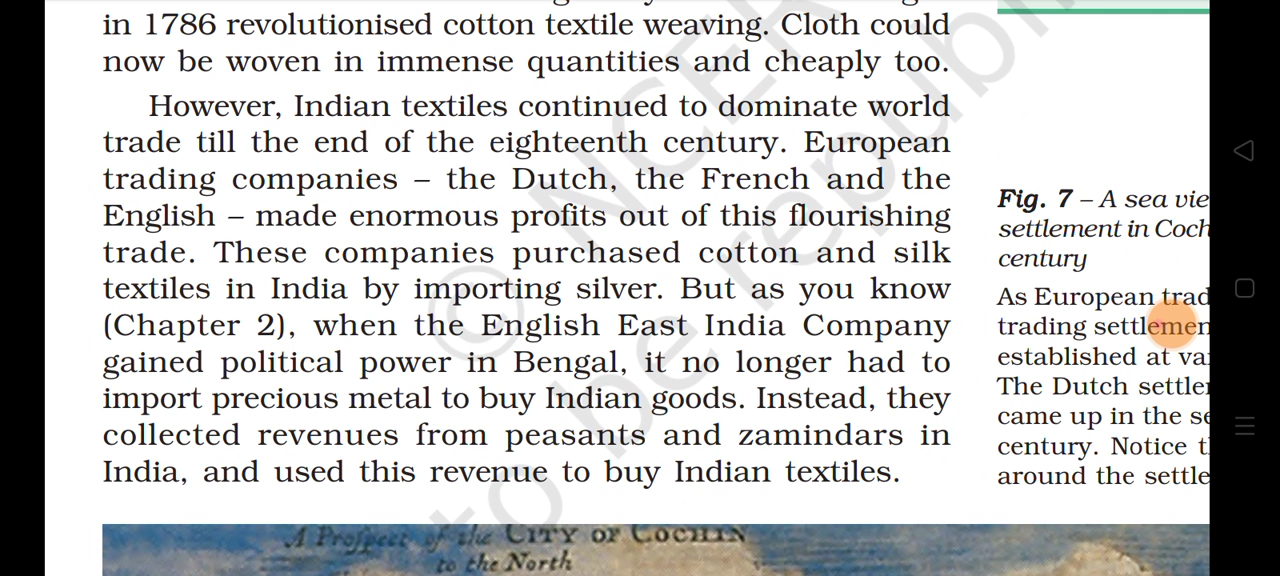 in 1786 revolutionised cotton textile weaving. Cloth could
now be woven in immense quantities and cheaply too.
However, Indian textiles continued to dominate world
trade till the end of the eighteenth century. European
trading companies – the Dutch, the French and the
English – made enormous profits out of this flourishing
trade. These companies purchased cotton and silk
textiles in India by importing silver. But as you know
(Chapter 2), when the English East India Company
gained political power in Bengal, it no longer had to
import precious metal to buy Indian goods. Instead, they
collected revenues from peasants and zamindars in
India, and used this revenue to buy Indian textiles.
Fig. 7 – A sea vie
settlement in Coch
century
As European trad
trading settlemen
established at va
The Dutch settle
came up in the se
century. Notice t
around the settle
A Prospect of the CITY OF COCHIN
to the North
© NCER
to be republi